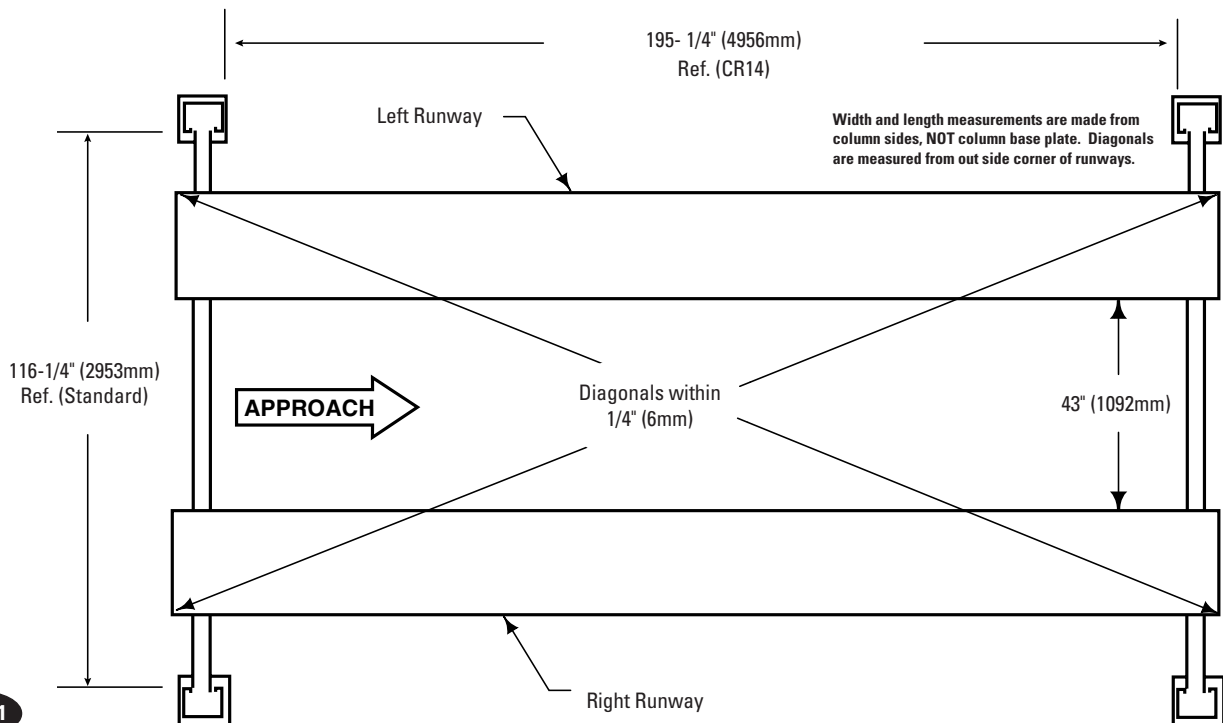 195- 1/4" (4956mm)
Ref. (CR14)
Left Runway
Width and length measurements are made from
column sides, NOT column base plate.  Diagonals
are measured from out side corner of runways.
116-1/4" (2953mm)
Ref. (Standard)
APPROACH
Diagonals within
1/4" (6mm)
43" (1092mm)
Right Runway
1